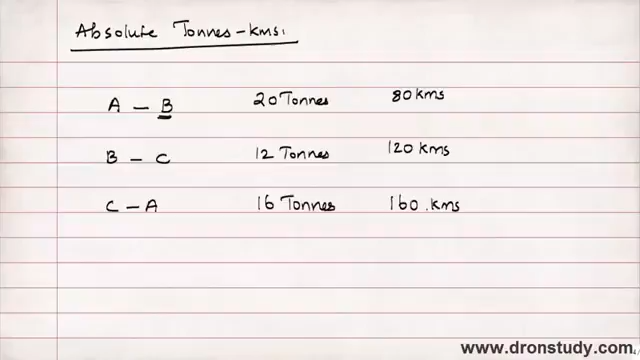 Absolute Tonnes-kms:
A - B 20 Tonnes 80 kms
B - C 12 Tonnes 120 kms
C - A 16 Tonnes 160 .kms
www.dronstudy.com